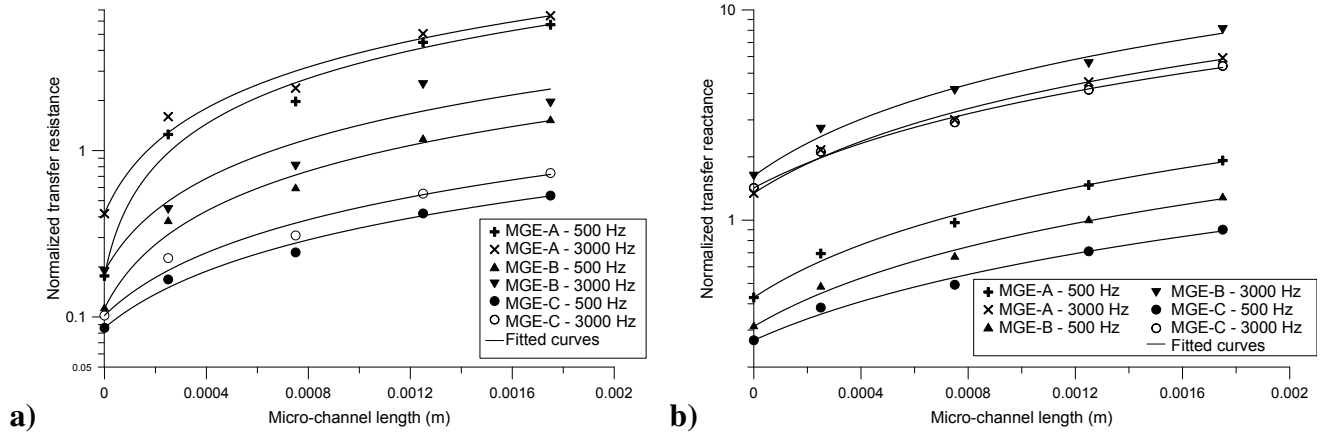 Normalized transfer resistance
1
0.1
0.05
0
0.0004
0.0008
0.0012
0.0016
0.002
Micro-channel length (m)
MGE-A - 500 Hz
MGE-A - 3000 Hz
MGE-B - 500 Hz
MGE-B - 3000 Hz
MGE-C - 500 Hz
MGE-C - 3000 Hz
Fitted curves
a)
Normalized transfer reactance
10
1
0
0.0004
0.0008
0.0012
0.0016
0.002
Micro-channel length (m)
MGE-A - 500 Hz
MGE-A - 3000 Hz
MGE-B - 500 Hz
MGE-B - 3000 Hz
MGE-C - 500 Hz
MGE-C - 3000 Hz
Fitted curves
b)